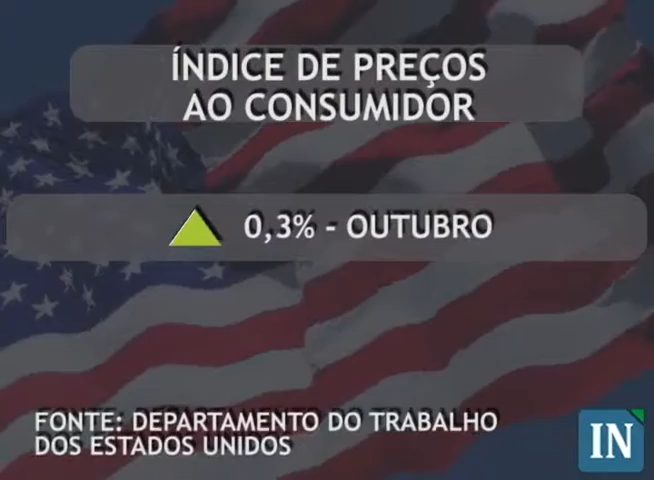 ÍNDICE DE PREÇOS
AO CONSUMIDOR
0,3% - OUTUBRO
FONTE: DEPARTAMENTO DO TRABALHO
DOS ESTADOS UNIDOS
IN